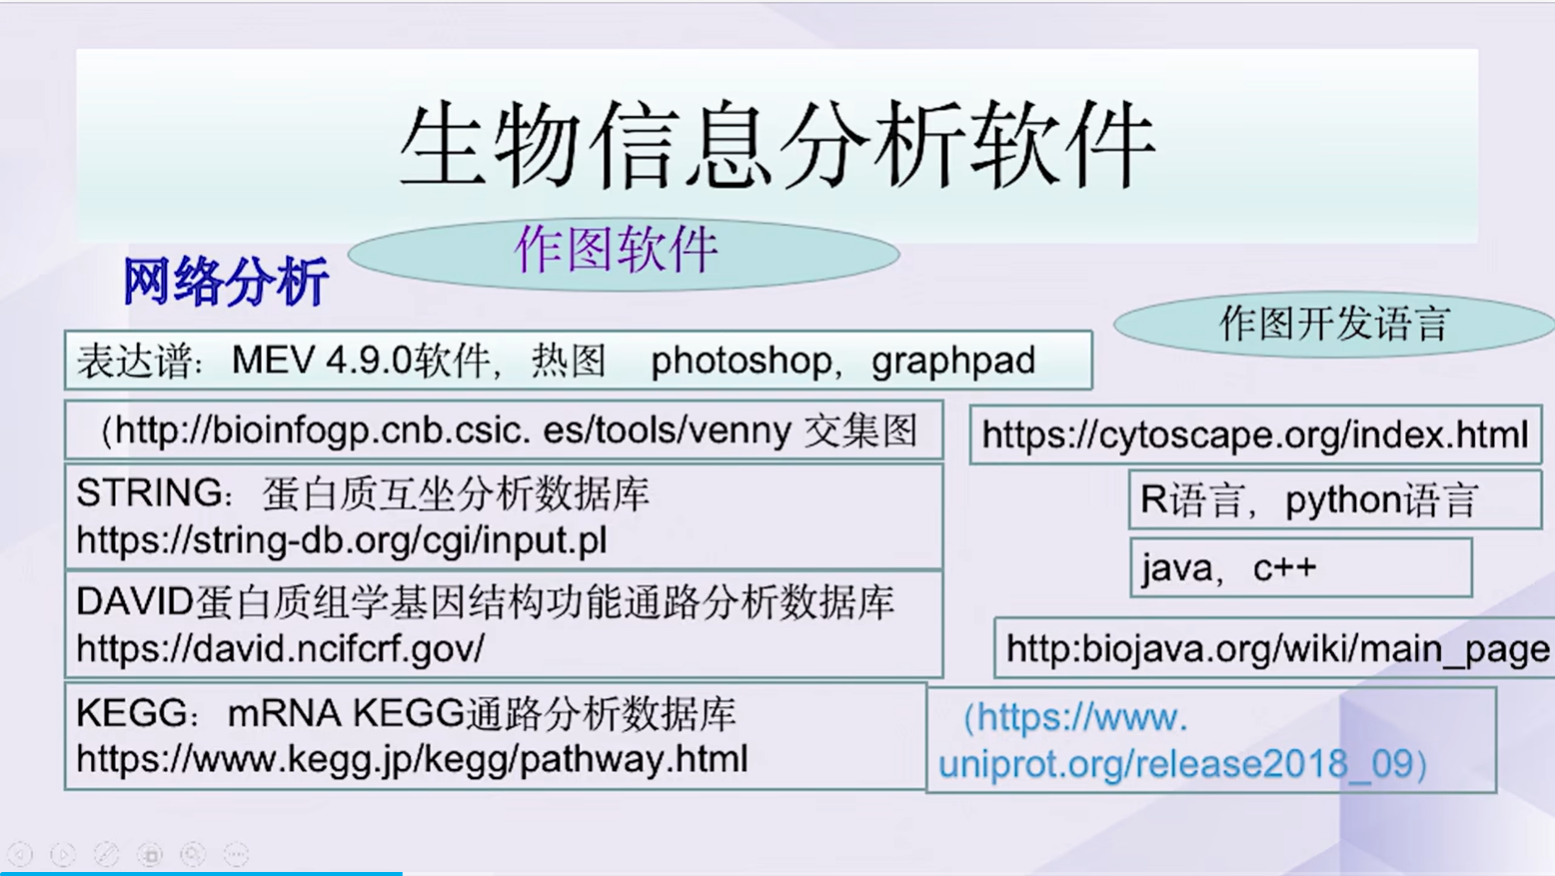 生物信息分析软件
作图软件
网络分析
作图开发语言
表达谱：MEV 4.9.0软件，热图 photoshop，graphpad
（http://bioinfogp.cnb.csic. es/tools/venny 交集图
https://cytoscape.org/index.html
STRING：蛋白质互坐分析数据库
https://string-db.org/cgi/input.pl
R语言，python语言
java，c++
DAVID蛋白质组学基因结构功能通路分析数据库
https://david.ncifcrf.gov/
http:biojava.org/wiki/main_page
KEGG：mRNA KEGG通路分析数据库
https://www.kegg.jp/kegg/pathway.html
（https://www.
uniprot.org/release2018_09）